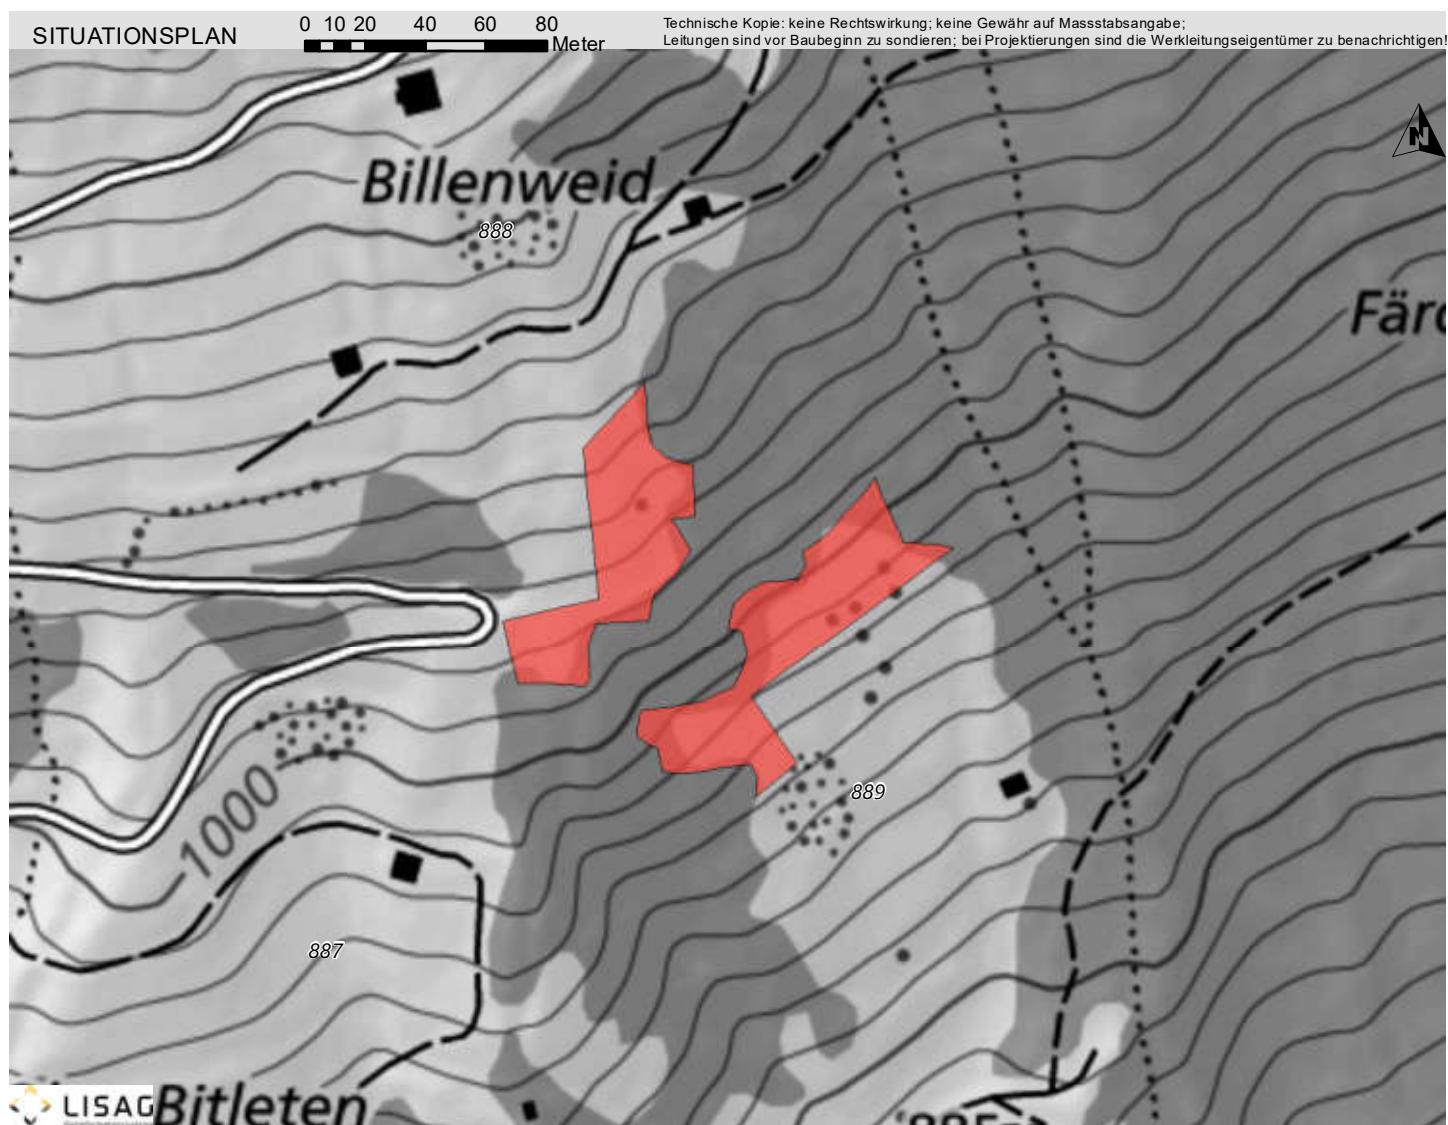 SITUATIONSPLAN
0 10 20 40 60 80
Meter
Technische Kopie: keine Rechtswirkung; keine Gewähr auf Massstabsangabe;
Leitungen sind vor Baubeginn zu sondieren; bei Projektierungen sind die Werkleitungseigentümer zu benachrichtigen!
N
Billenweid
888
Färc
889
1000
887
LISAG
Bitleten